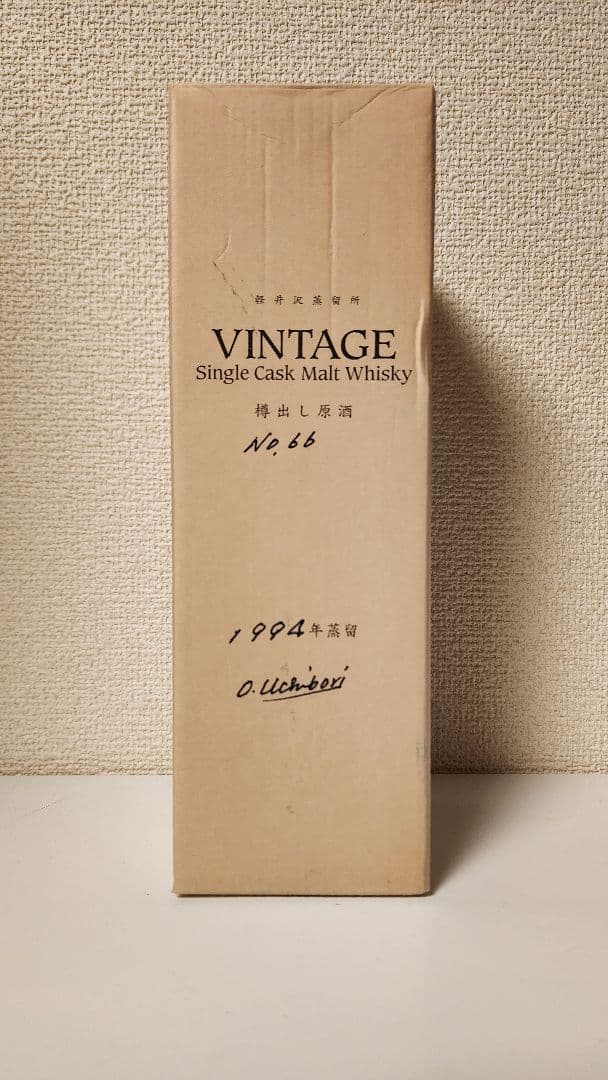 軽井沢蒸留所
VINTAGE
Single Cask Malt Whisky
樽出し原酒
No. 66
1994年蒸留
O. Uchibori